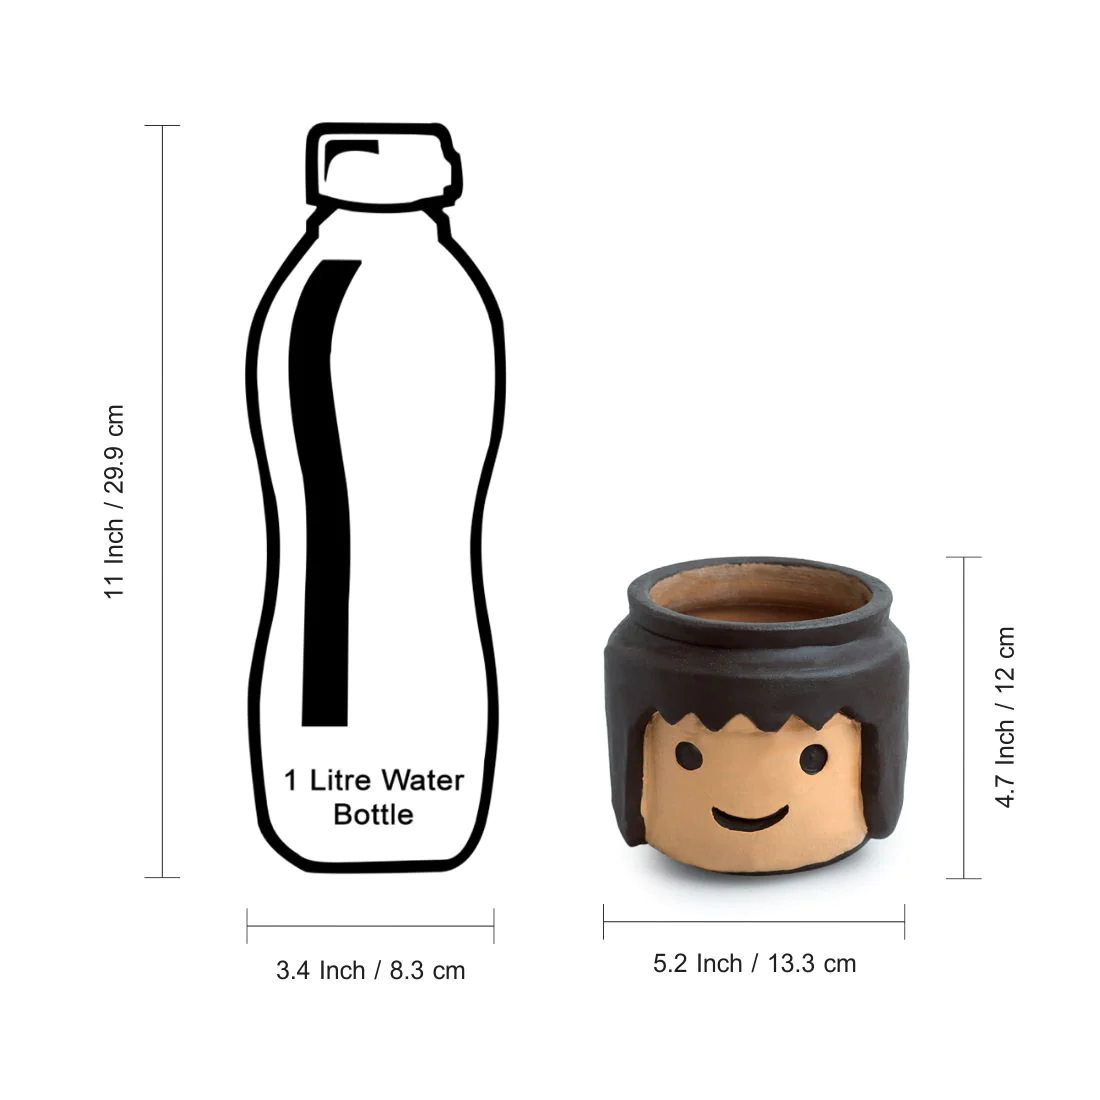 11 Inch / 29.9 cm
1 Litre Water
Bottle
3.4 Inch / 8.3 cm
4.7 Inch / 12 cm
5.2 Inch / 13.3 cm